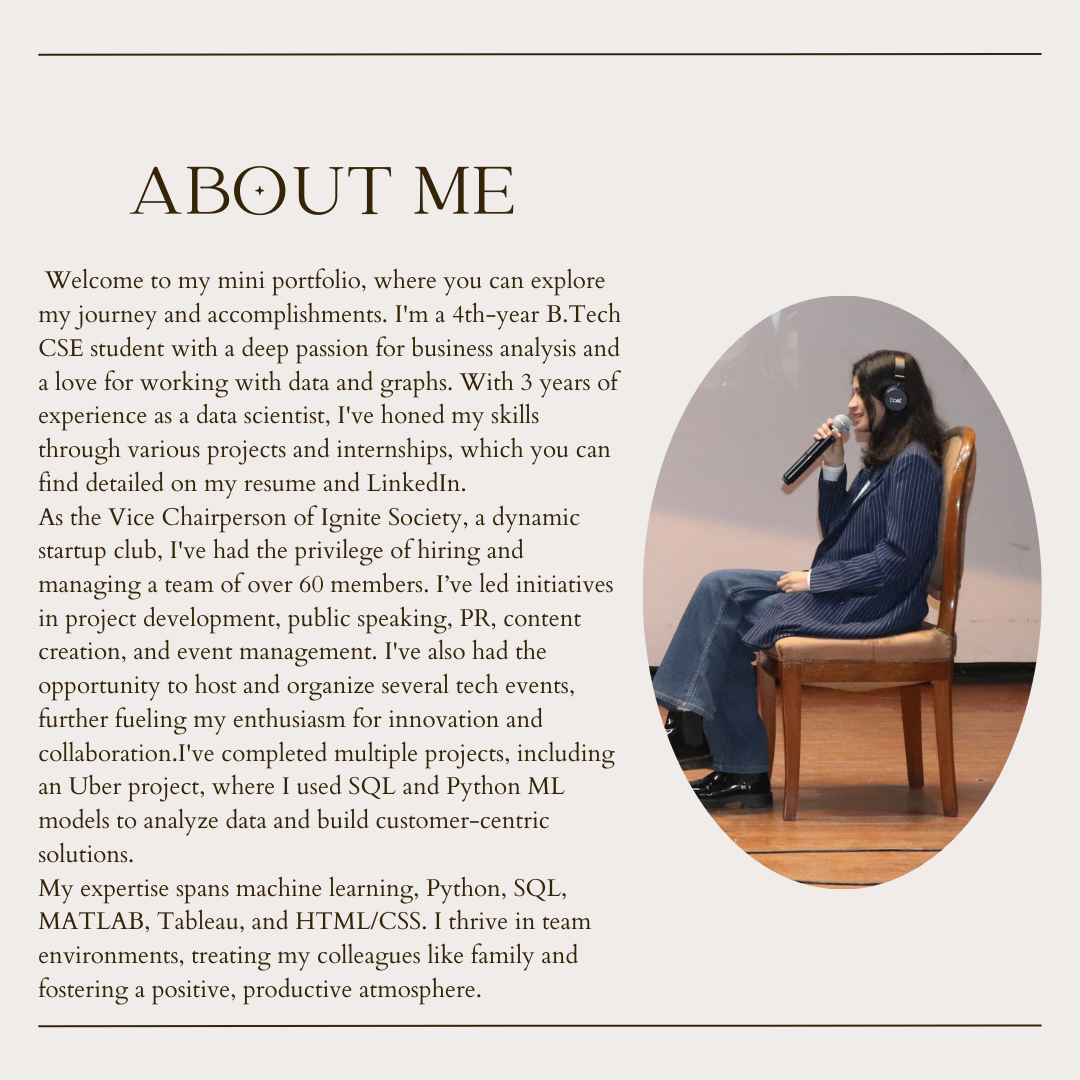 ABOUT ME
Welcome to my mini portfolio, where you can explore
my journey and accomplishments. I'm a 4th-year B.Tech
CSE student with a deep passion for business analysis and
a love for working with data and graphs. With 3 years of
experience as a data scientist, I've honed my skills
through various projects and internships, which you can
find detailed on my resume and LinkedIn.
As the Vice Chairperson of Ignite Society, a dynamic
startup club, I've had the privilege of hiring and
managing a team of over 60 members. I’ve led initiatives
in project development, public speaking, PR, content
creation, and event management. I've also had the
opportunity to host and organize several tech events,
further fueling my enthusiasm for innovation and
collaboration.I've completed multiple projects, including
an Uber project, where I used SQL and Python ML
models to analyze data and build customer-centric
solutions.
My expertise spans machine learning, Python, SQL,
MATLAB, Tableau, and HTML/CSS. I thrive in team
environments, treating my colleagues like family and
fostering a positive, productive atmosphere.
boAt